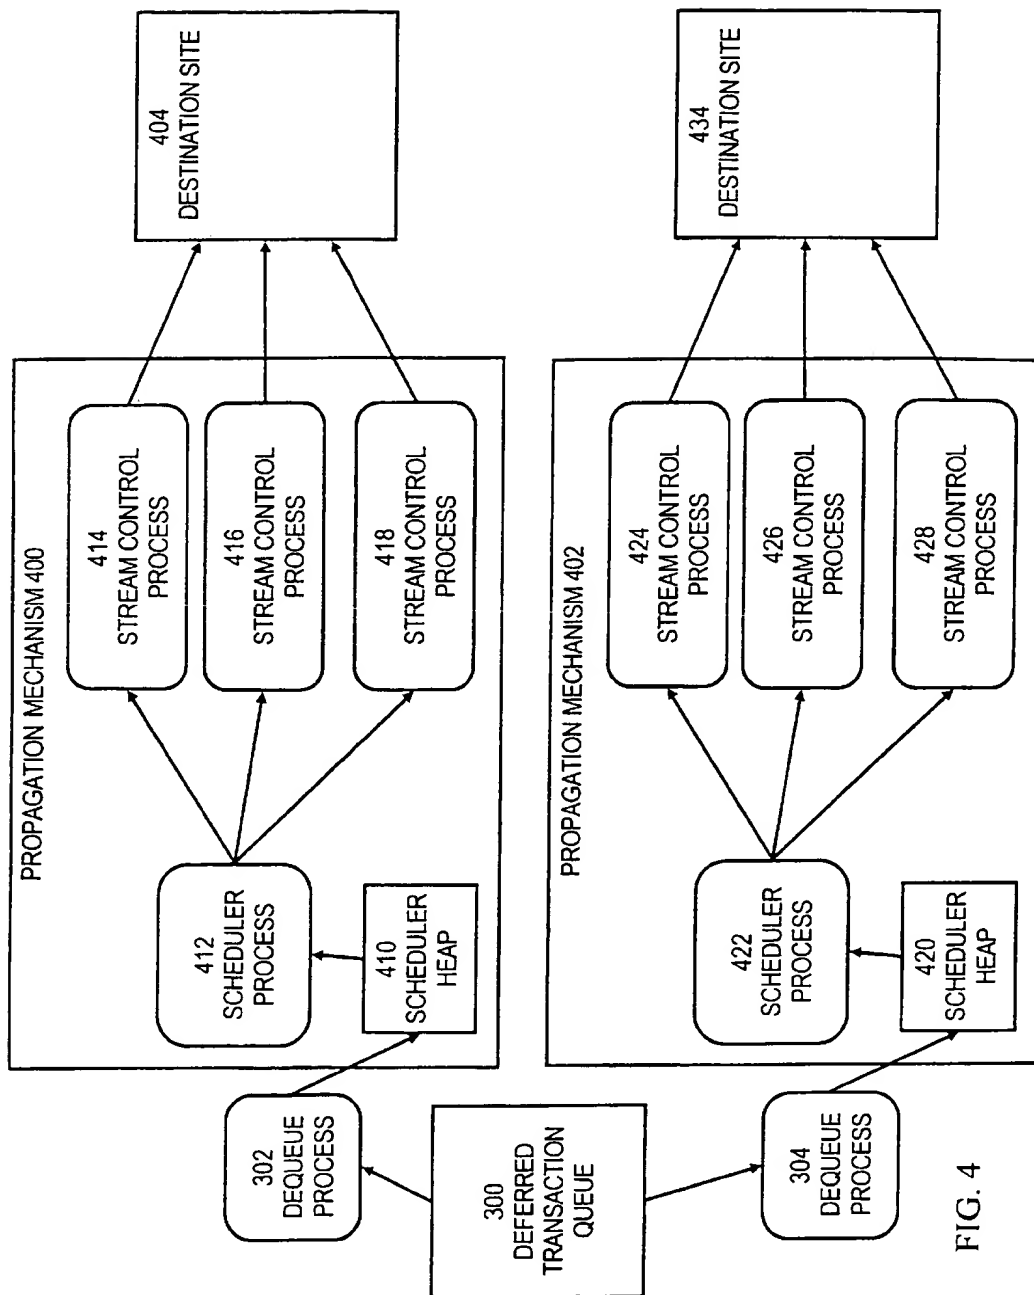 302
DEQUEUE
PROCESS
300
DEFERRED
TRANSACTION
QUEUE
304
DEQUEUE
PROCESS
PROPAGATION MECHANISM 400
412
SCHEDULER
PROCESS
410
SCHEDULER
HEAP
414
STREAM CONTROL
PROCESS
416
STREAM CONTROL
PROCESS
418
STREAM CONTROL
PROCESS
404
DESTINATION SITE
PROPAGATION MECHANISM 402
422
SCHEDULER
PROCESS
420
SCHEDULER
HEAP
424
STREAM CONTROL
PROCESS
426
STREAM CONTROL
PROCESS
428
STREAM CONTROL
PROCESS
434
DESTINATION SITE
FIG. 4